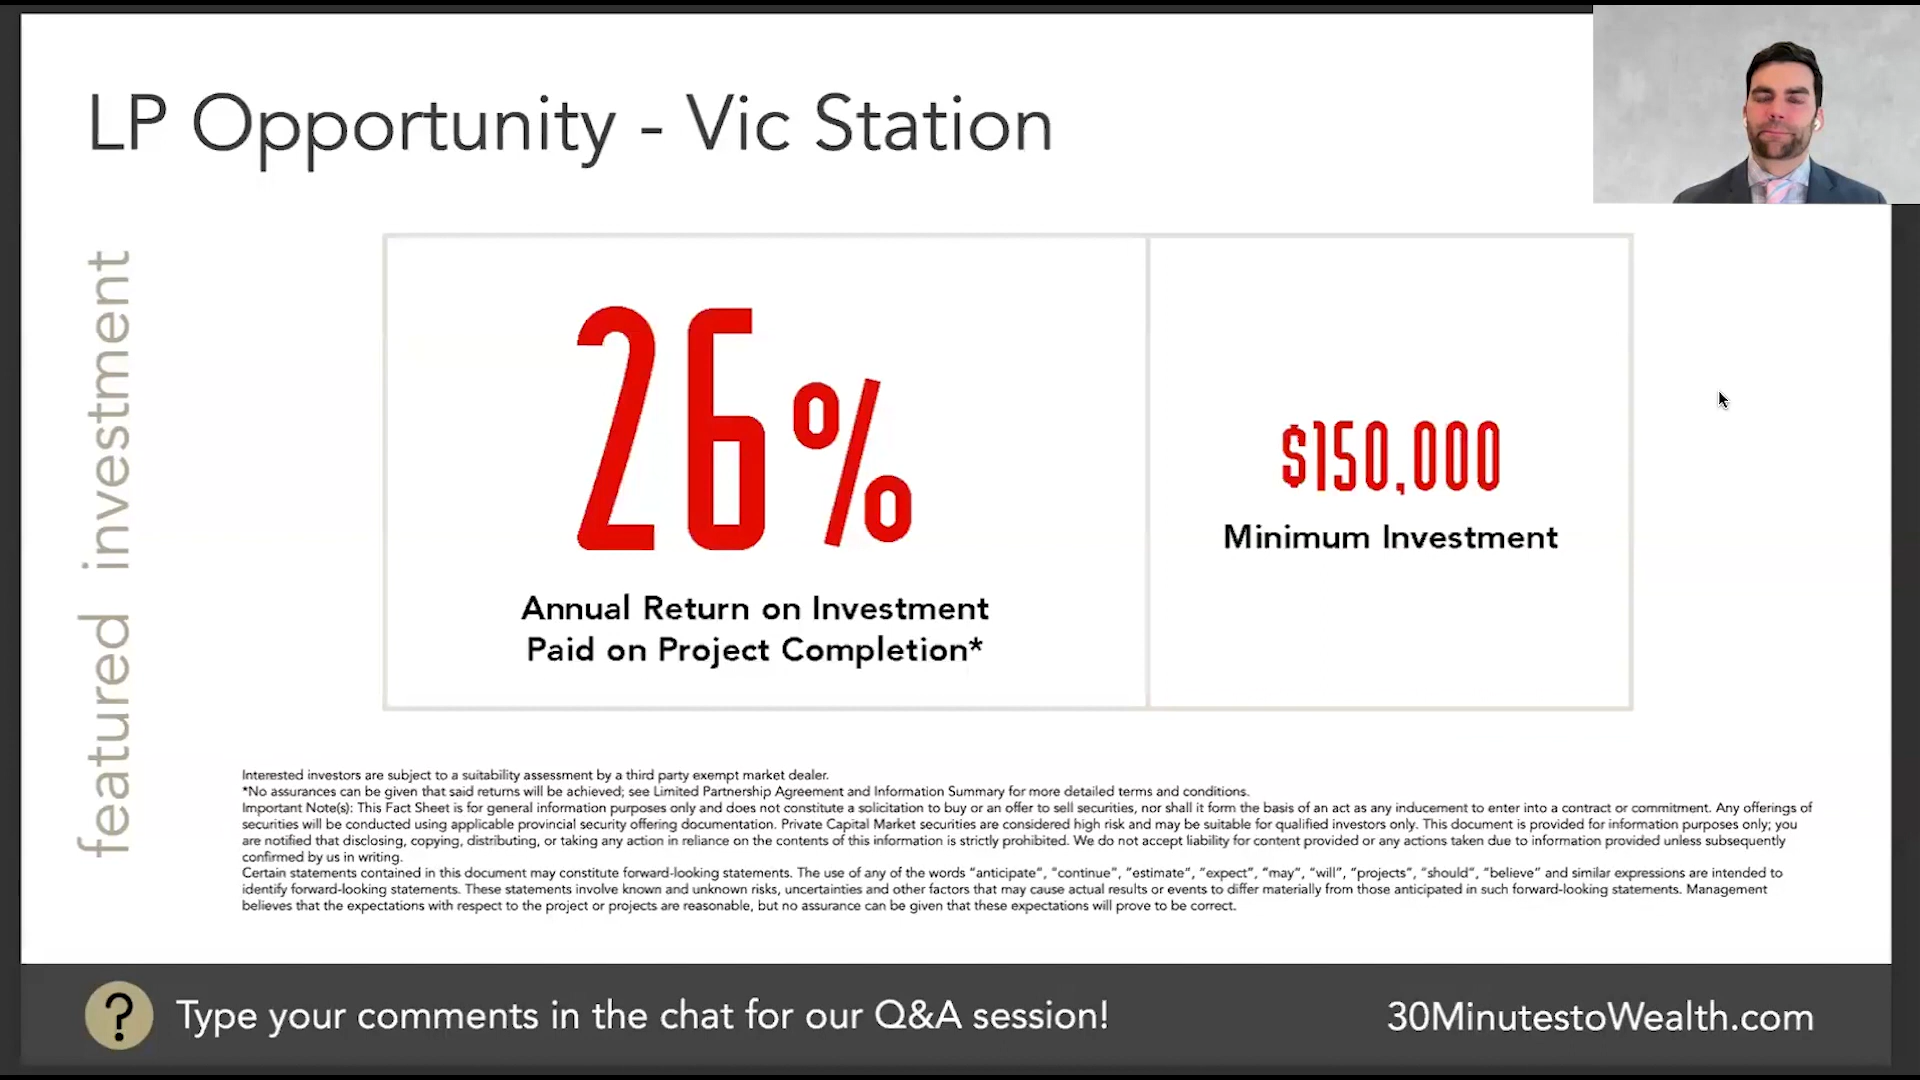 LP Opportunity - Vic Station
featured investment
26%
Annual Return on Investment
Paid on Project Completion*
$150,000
Minimum Investment
Interested investors are subject to a suitability assessment by a third party exempt market dealer.
*No assurances can be given that said returns will be achieved; see Limited Partnership Agreement and Information Summary for more detailed terms and conditions.
Important Note(s): This Fact Sheet is for general information purposes only and does not constitute a solicitation to buy or an offer to sell securities, nor shall it form the basis of an act as any inducement to enter into a contract or commitment. Any offerings of
securities will be conducted using applicable provincial security offering documentation. Private Capital Market securities are considered high risk and may be suitable for qualified investors only. This document is provided for information purposes only; you
are notified that disclosing, copying, distributing, or taking any action in reliance on the contents of this information is strictly prohibited. We do not accept liability for content provided or any actions taken due to information provided unless subsequently
confirmed by us in writing.
Certain statements contained in this document may constitute forward-looking statements. The use of any of the words “anticipate”, “continue”, “estimate”, “expect”, “may”, “will”, “projects”, “should”, “believe” and similar expressions are intended to
identify forward-looking statements. These statements involve known and unknown risks, uncertainties and other factors that may cause actual results or events to differ materially from those anticipated in such forward-looking statements. Management
believes that the expectations with respect to the project or projects are reasonable, but no assurance can be given that these expectations will prove to be correct.
? Type your comments in the chat for our Q&A session!
30MinutestoWealth.com